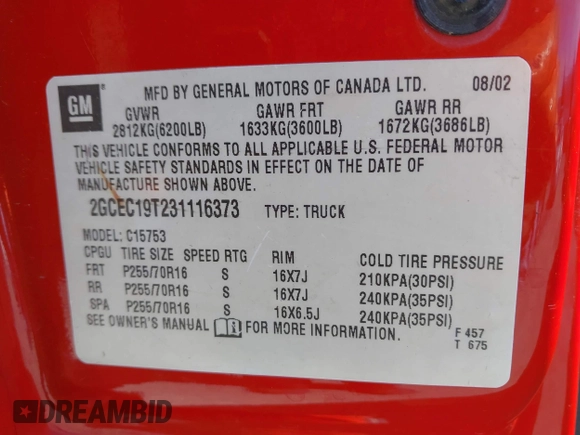 GM
MFD BY GENERAL MOTORS OF CANADA LTD. 08/02
GVWR GAWR FRT GAWR RR
2812KG(6200LB) 1633KG(3600LB) 1672KG(3686LB)
THIS VEHICLE CONFORMS TO ALL APPLICABLE U.S. FEDERAL MOTOR
VEHICLE SAFETY STANDARDS IN EFFECT ON THE DATE OF
MANUFACTURE SHOWN ABOVE.
2GCEC19T231116373 TYPE: TRUCK
MODEL: C15753
CPGU TIRE SIZE SPEED RTG RIM COLD TIRE PRESSURE
FRT P255/70R16 S 16X7J 210KPA(30PSI)
RR P255/70R16 S 16X7J 240KPA(35PSI)
SPA P255/70R16 S 16X6.5J 240KPA(35PSI)
SEE OWNER'S MANUAL FOR MORE INFORMATION.
F 457
T 675
DREAMBID